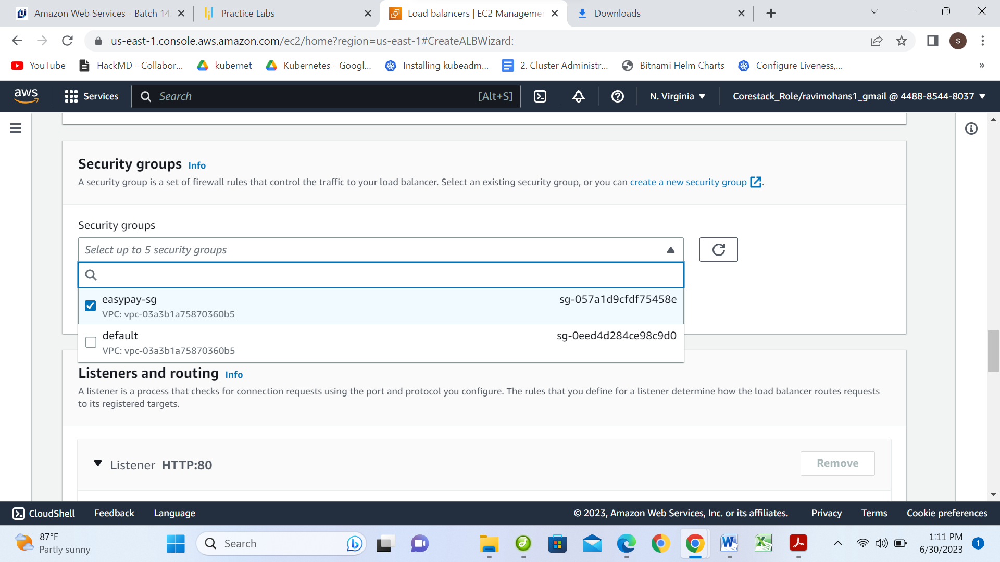 Amazon Web Services - Batch 14
Practice Labs
Load balancers | EC2 Manageme
Downloads
us-east-1.console.aws.amazon.com/ec2/home?region=us-east-1#CreateALBWizard:
S
YouTube
HackMD - Collabor...
kubernet
Kubernetes - Googl...
Installing kubeadm...
2. Cluster Administr...
Bitnami Helm Charts
Configure Liveness,...
»
aws
Services
Search
[Alt+S]
N. Virginia
Corestack_Role/ravimohans1_gmail @ 4488-8544-8037
Security groups Info
A security group is a set of firewall rules that control the traffic to your load balancer. Select an existing security group, or you can create a new security group .
Security groups
Select up to 5 security groups
easypay-sg sg-057a1d9cfdf75458e
VPC: vpc-03a3b1a75870360b5
default sg-0eed4d284ce98c9d0
VPC: vpc-03a3b1a75870360b5
Listeners and routing Info
A listener is a process that checks for connection requests using the port and protocol you configure. The rules that you define for a listener determine how the load balancer routes requests
to its registered targets.
Listener HTTP:80
Remove
CloudShell
Feedback
Language
© 2023, Amazon Web Services, Inc. or its affiliates.
Privacy
Terms
Cookie preferences
87°F
Partly sunny
Search
1:11 PM
6/30/2023
1